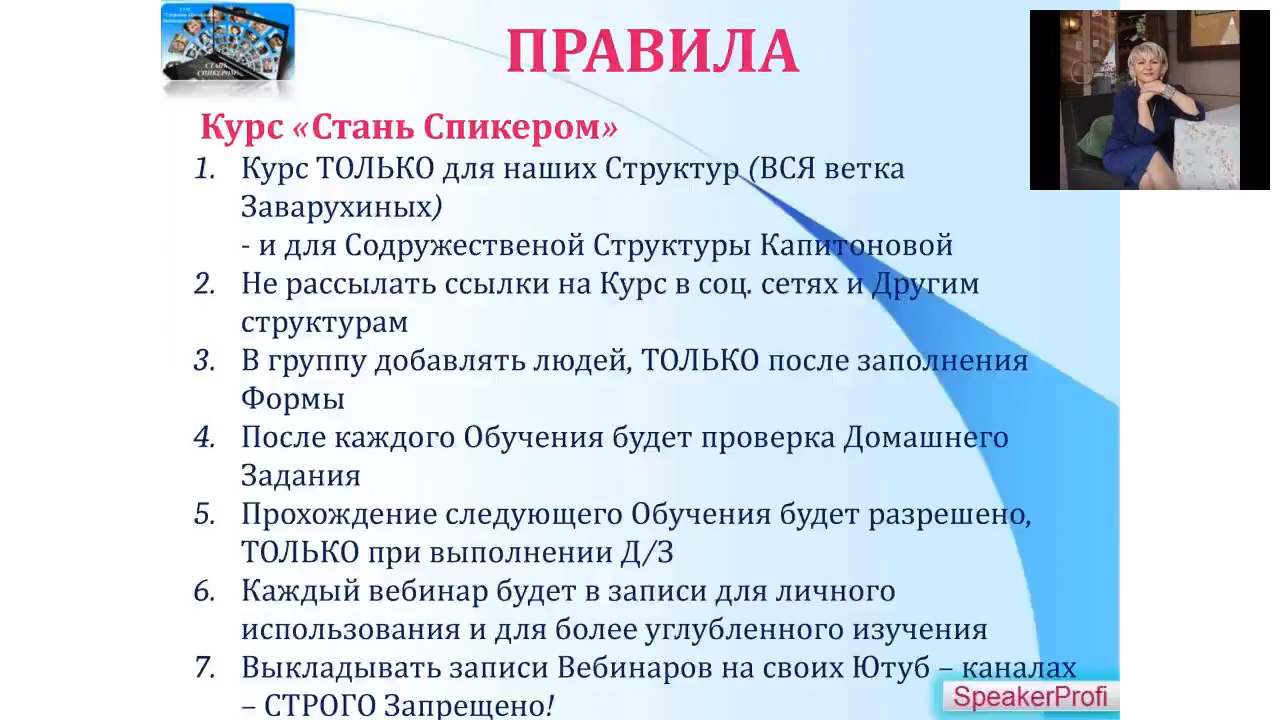 ПРАВИЛА
СТАНЬ
СПИКЕРОМ!
Курс «Стань Спикером»
1. Курс ТОЛЬКО для наших Структур (ВСЯ ветка
Заварухиных)
- и для Содружественой Структуры Капитоновой
2. Не рассылать ссылки на Курс в соц. сетях и Другим
структурам
3. В группу добавлять людей, ТОЛЬКО после заполнения
Формы
4. После каждого Обучения будет проверка Домашнего
Задания
5. Прохождение следующего Обучения будет разрешено,
ТОЛЬКО при выполнении Д/З
6. Каждый вебинар будет в записи для личного
использования и для более углубленного изучения
7. Выкладывать записи Вебинаров на своих Ютуб – каналах
– СТРОГО Запрещено!
SpeakerProfi